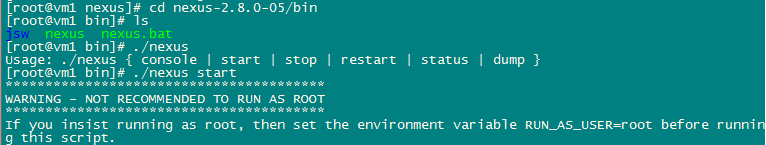 [root@vm1 nexus]# cd nexus-2.8.0-05/bin
[root@vm1 bin]# ls
jsw  nexus  nexus.bat
[root@vm1 bin]# ./nexus
Usage: ./nexus { console | start | stop | restart | status | dump }
[root@vm1 bin]# ./nexus start
****************************************
WARNING - NOT RECOMMENDED TO RUN AS ROOT
****************************************
If you insist running as root, then set the environment variable RUN_AS_USER=root before runnin
g this script.